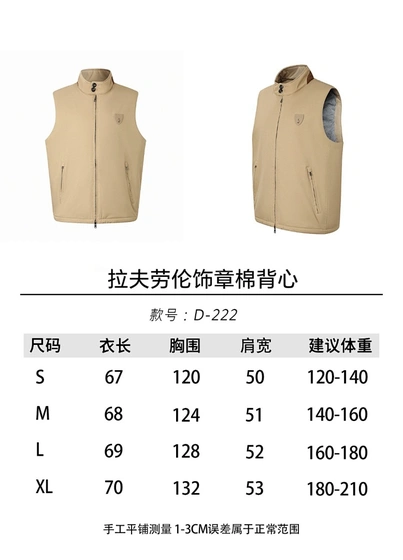 拉夫劳伦饰章棉背心
款号：D-222
尺码 衣长 胸围 肩宽 建议体重
S 67 120 50 120-140
M 68 124 51 140-160
L 69 128 52 160-180
XL 70 132 53 180-210
手工平铺测量 1-3CM误差属于正常范围